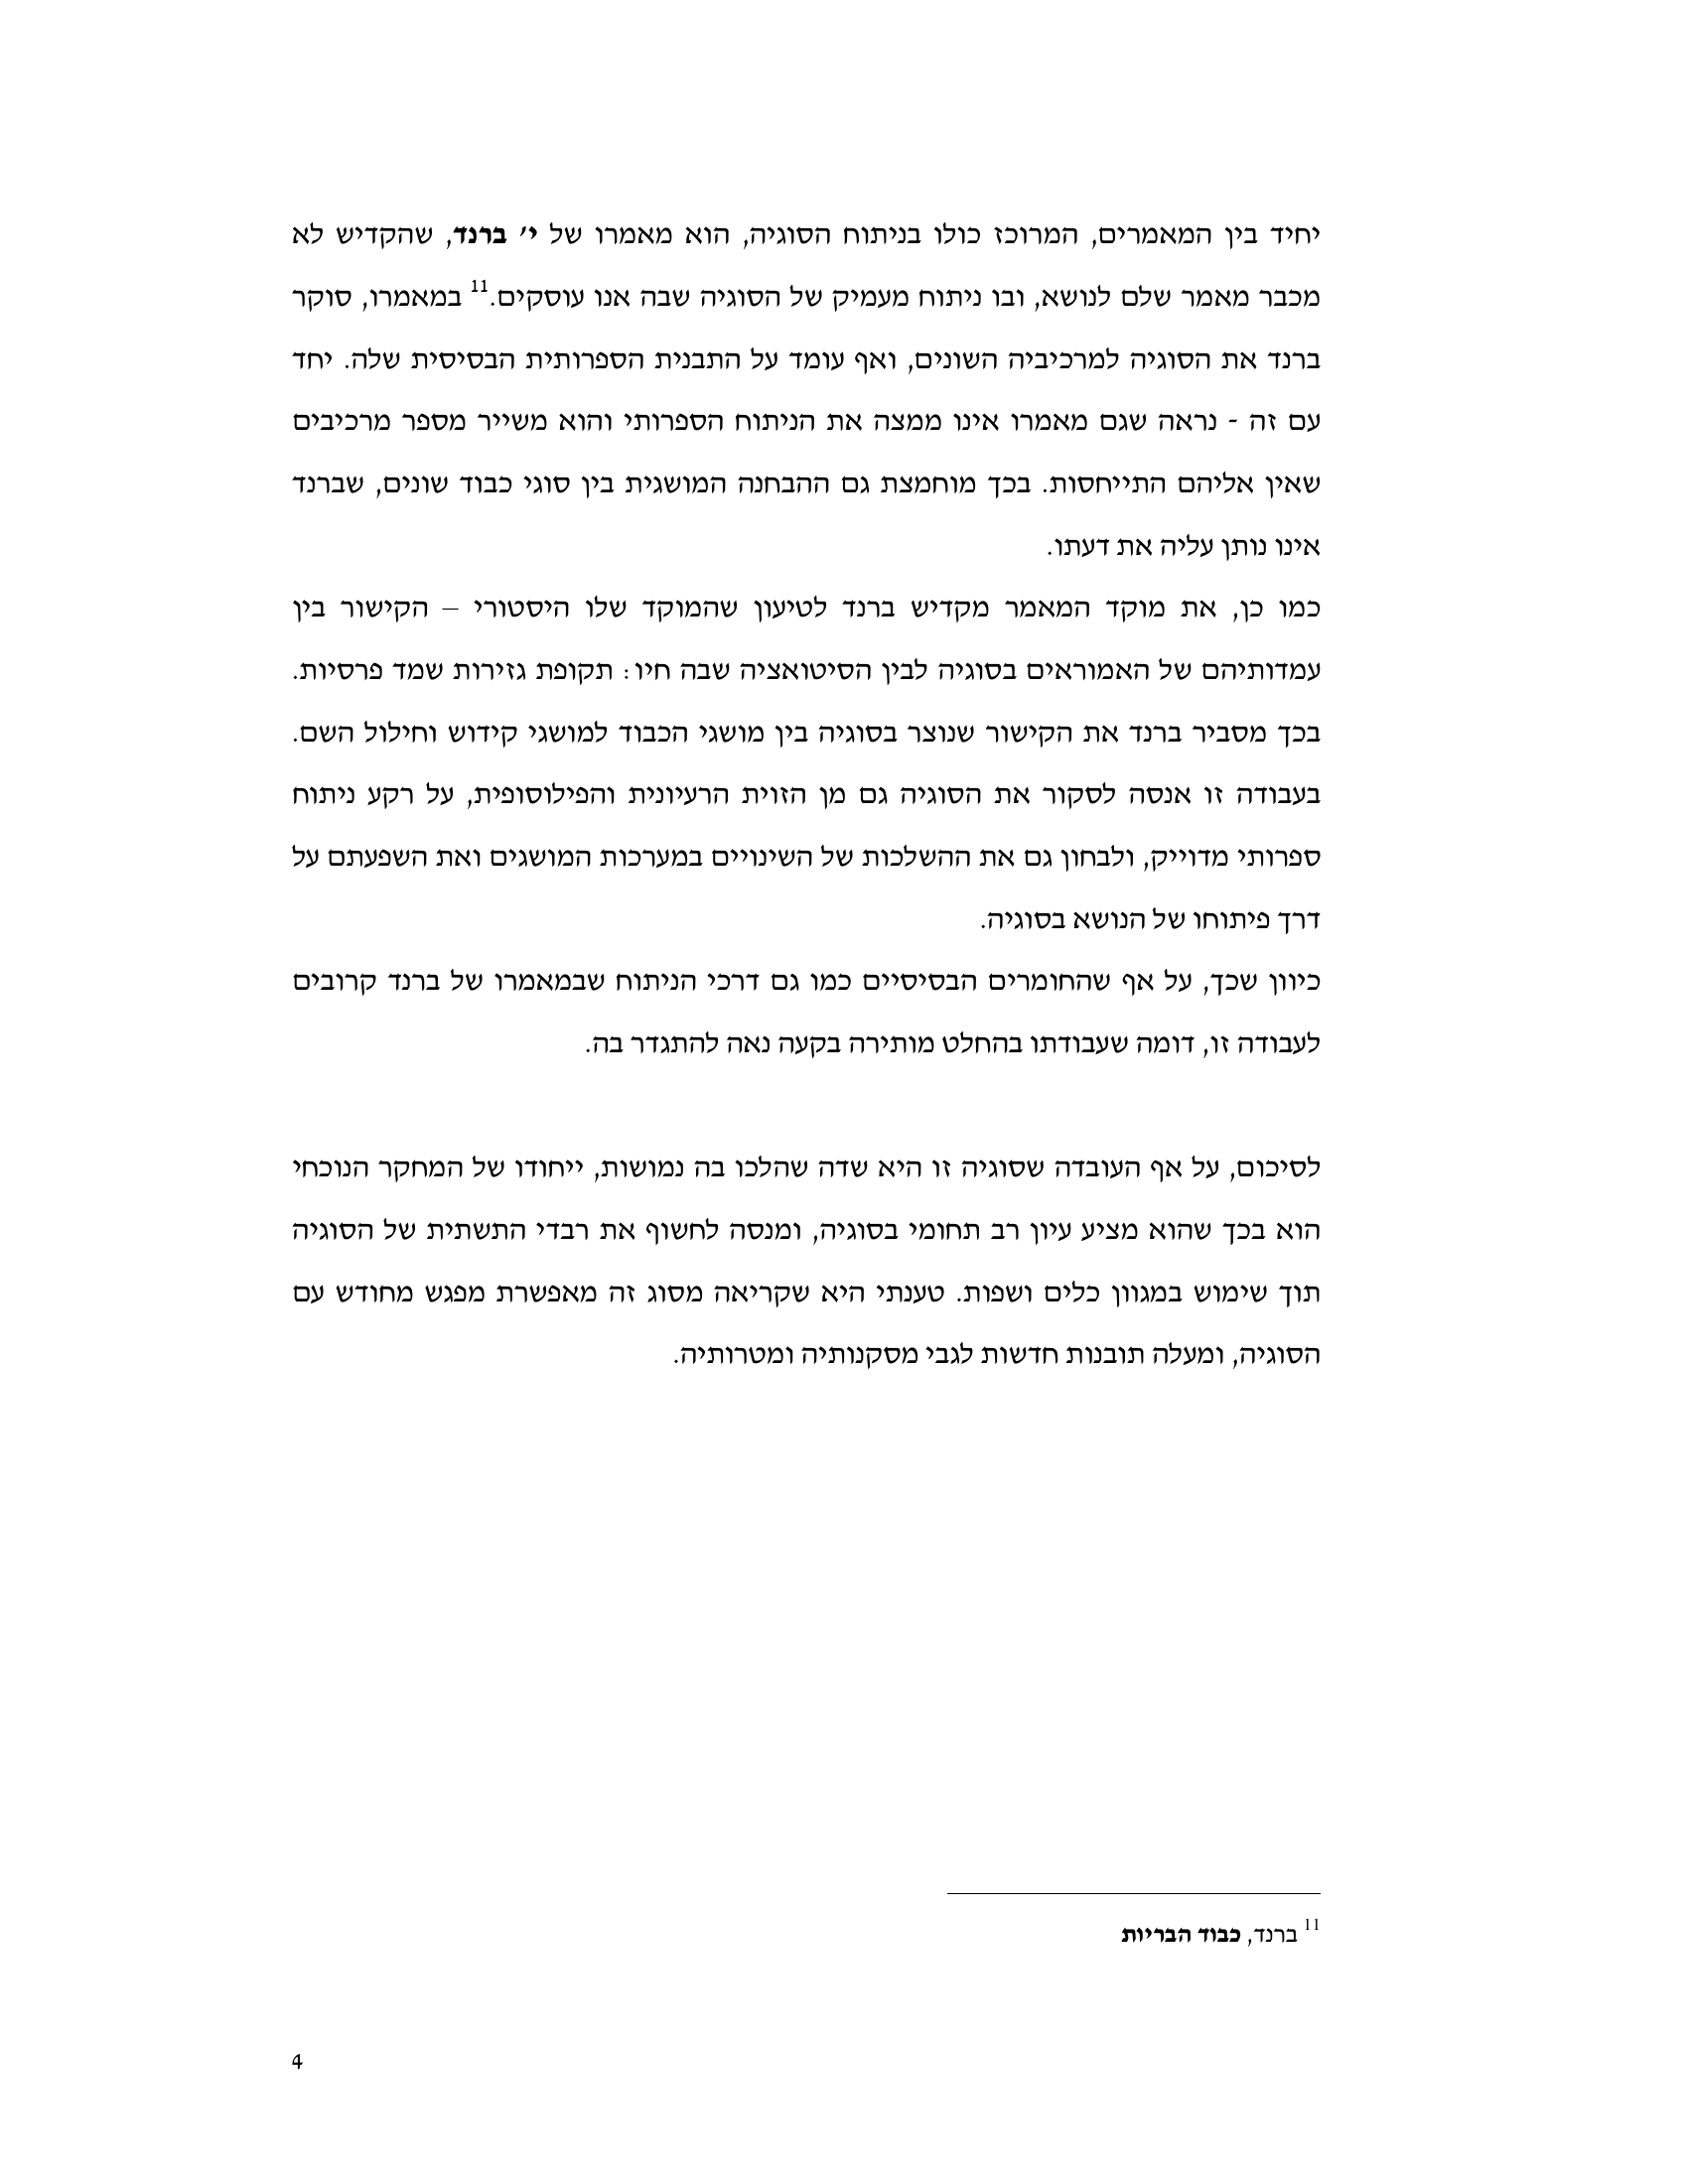 יחיד בין המאמרים, המרוכז כולו בניתוח הסוגיה, הוא מאמרו של י' ברנד, שהקדיש לא
מכבר מאמר שלם לנושא, ובו ניתוח מעמיק של הסוגיה שבה אנו עוסקים.11 במאמרו, סוקר
ברנד את הסוגיה למרכיביה השונים, ואף עומד על התבנית הספרותית הבסיסית שלה. יחד
עם זה - נראה שגם מאמרו אינו ממצה את הניתוח הספרותי והוא משייר מספר מרכיבים
שאין אליהם התייחסות. בכך מוחמצת גם ההבחנה המושגית בין סוגי כבוד שונים, שברנד
אינו נותן עליה את דעתו.
כמו כן, את מוקד המאמר מקדיש ברנד לטיעון שהמוקד שלו היסטורי – הקישור בין
עמדותיהם של האמוראים בסוגיה לבין הסיטואציה שבה חיו: תקופת גזירות שמד פרסיות.
בכך מסביר ברנד את הקישור שנוצר בסוגיה בין מושגי הכבוד למושגי קידוש וחילול השם.
בעבודה זו אנסה לסקור את הסוגיה גם מן הזוית הרעיונית והפילוסופית, על רקע ניתוח
ספרותי מדוייק, ולבחון גם את ההשלכות של השינויים במערכות המושגים ואת השפעתם על
דרך פיתוחו של הנושא בסוגיה.
כיוון שכך, על אף שהחומרים הבסיסיים כמו גם דרכי הניתוח שבמאמרו של ברנד קרובים
לעבודה זו, דומה שעבודתו בהחלט מותירה בקעה נאה להתגדר בה.
לסיכום, על אף העובדה שסוגיה זו היא שדה שהלכו בה נמושות, ייחודו של המחקר הנוכחי
הוא בכך שהוא מציע עיון רב תחומי בסוגיה, ומנסה לחשוף את רבדי התשתית של הסוגיה
תוך שימוש במגוון כלים ושפות. טענתי היא שקריאה מסוג זה מאפשרת מפגש מחודש עם
הסוגיה, ומעלה תובנות חדשות לגבי מסקנותיה ומטרותיה.
11 ברנד, כבוד הבריות
4